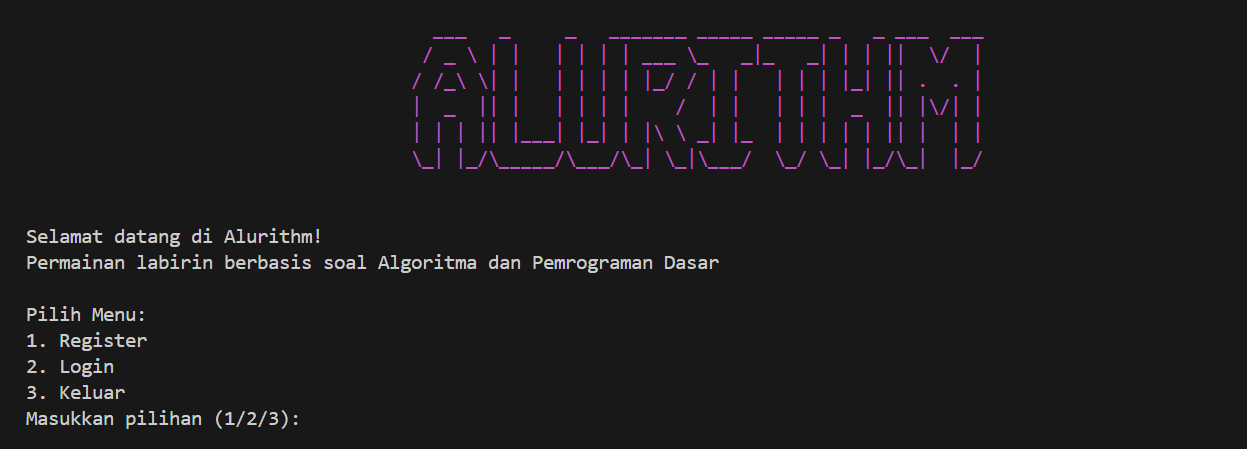 ALURITHM
Selamat datang di Alurithm!
Permainan labirin berbasis soal Algoritma dan Pemrograman Dasar
Pilih Menu:
1. Register
2. Login
3. Keluar
Masukkan pilihan (1/2/3):